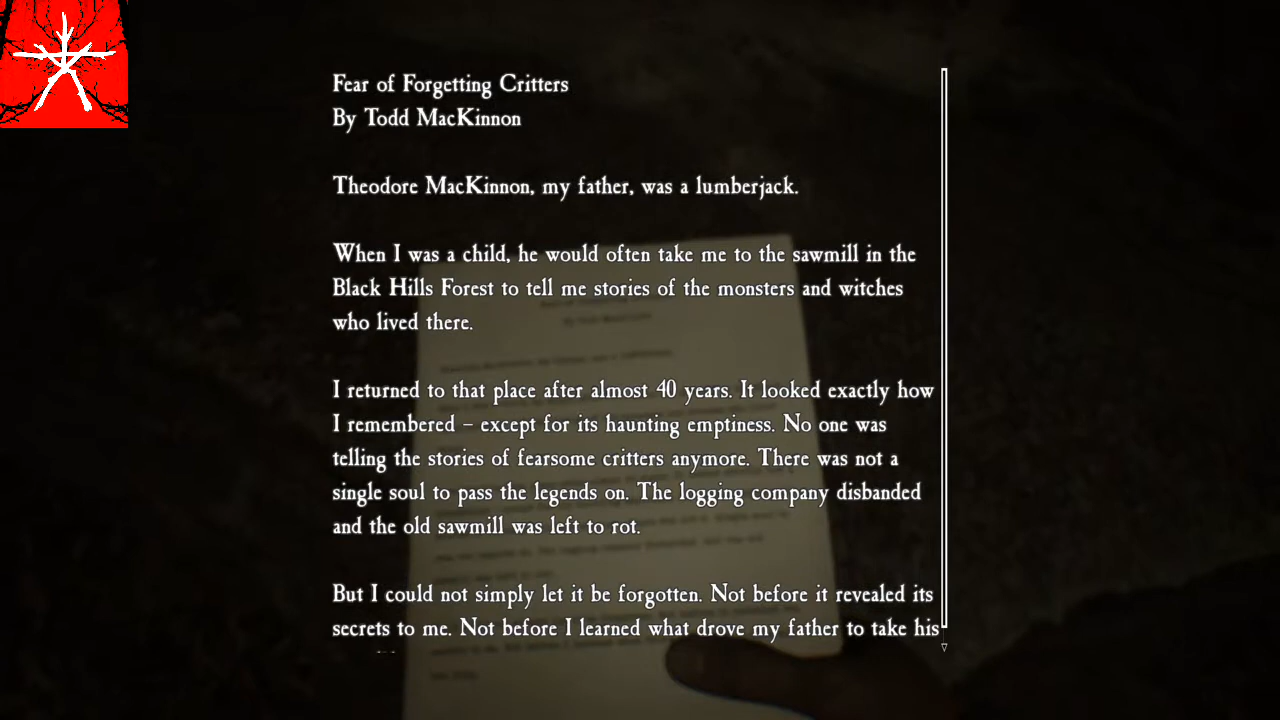 Fear of Forgetting Critters
By Todd MacKinnon
Theodore MacKinnon, my father, was a lumberjack.
When I was a child, he would often take me to the sawmill in the
Black Hills Forest to tell me stories of the monsters and witches
who lived there.
I returned to that place after almost 40 years. It looked exactly how
I remembered – except for its haunting emptiness. No one was
telling the stories of fearsome critters anymore. There was not a
single soul to pass the legends on. The logging company disbanded
and the old sawmill was left to rot.
But I could not simply let it be forgotten. Not before it revealed its
secrets to me. Not before I learned what drove my father to take his